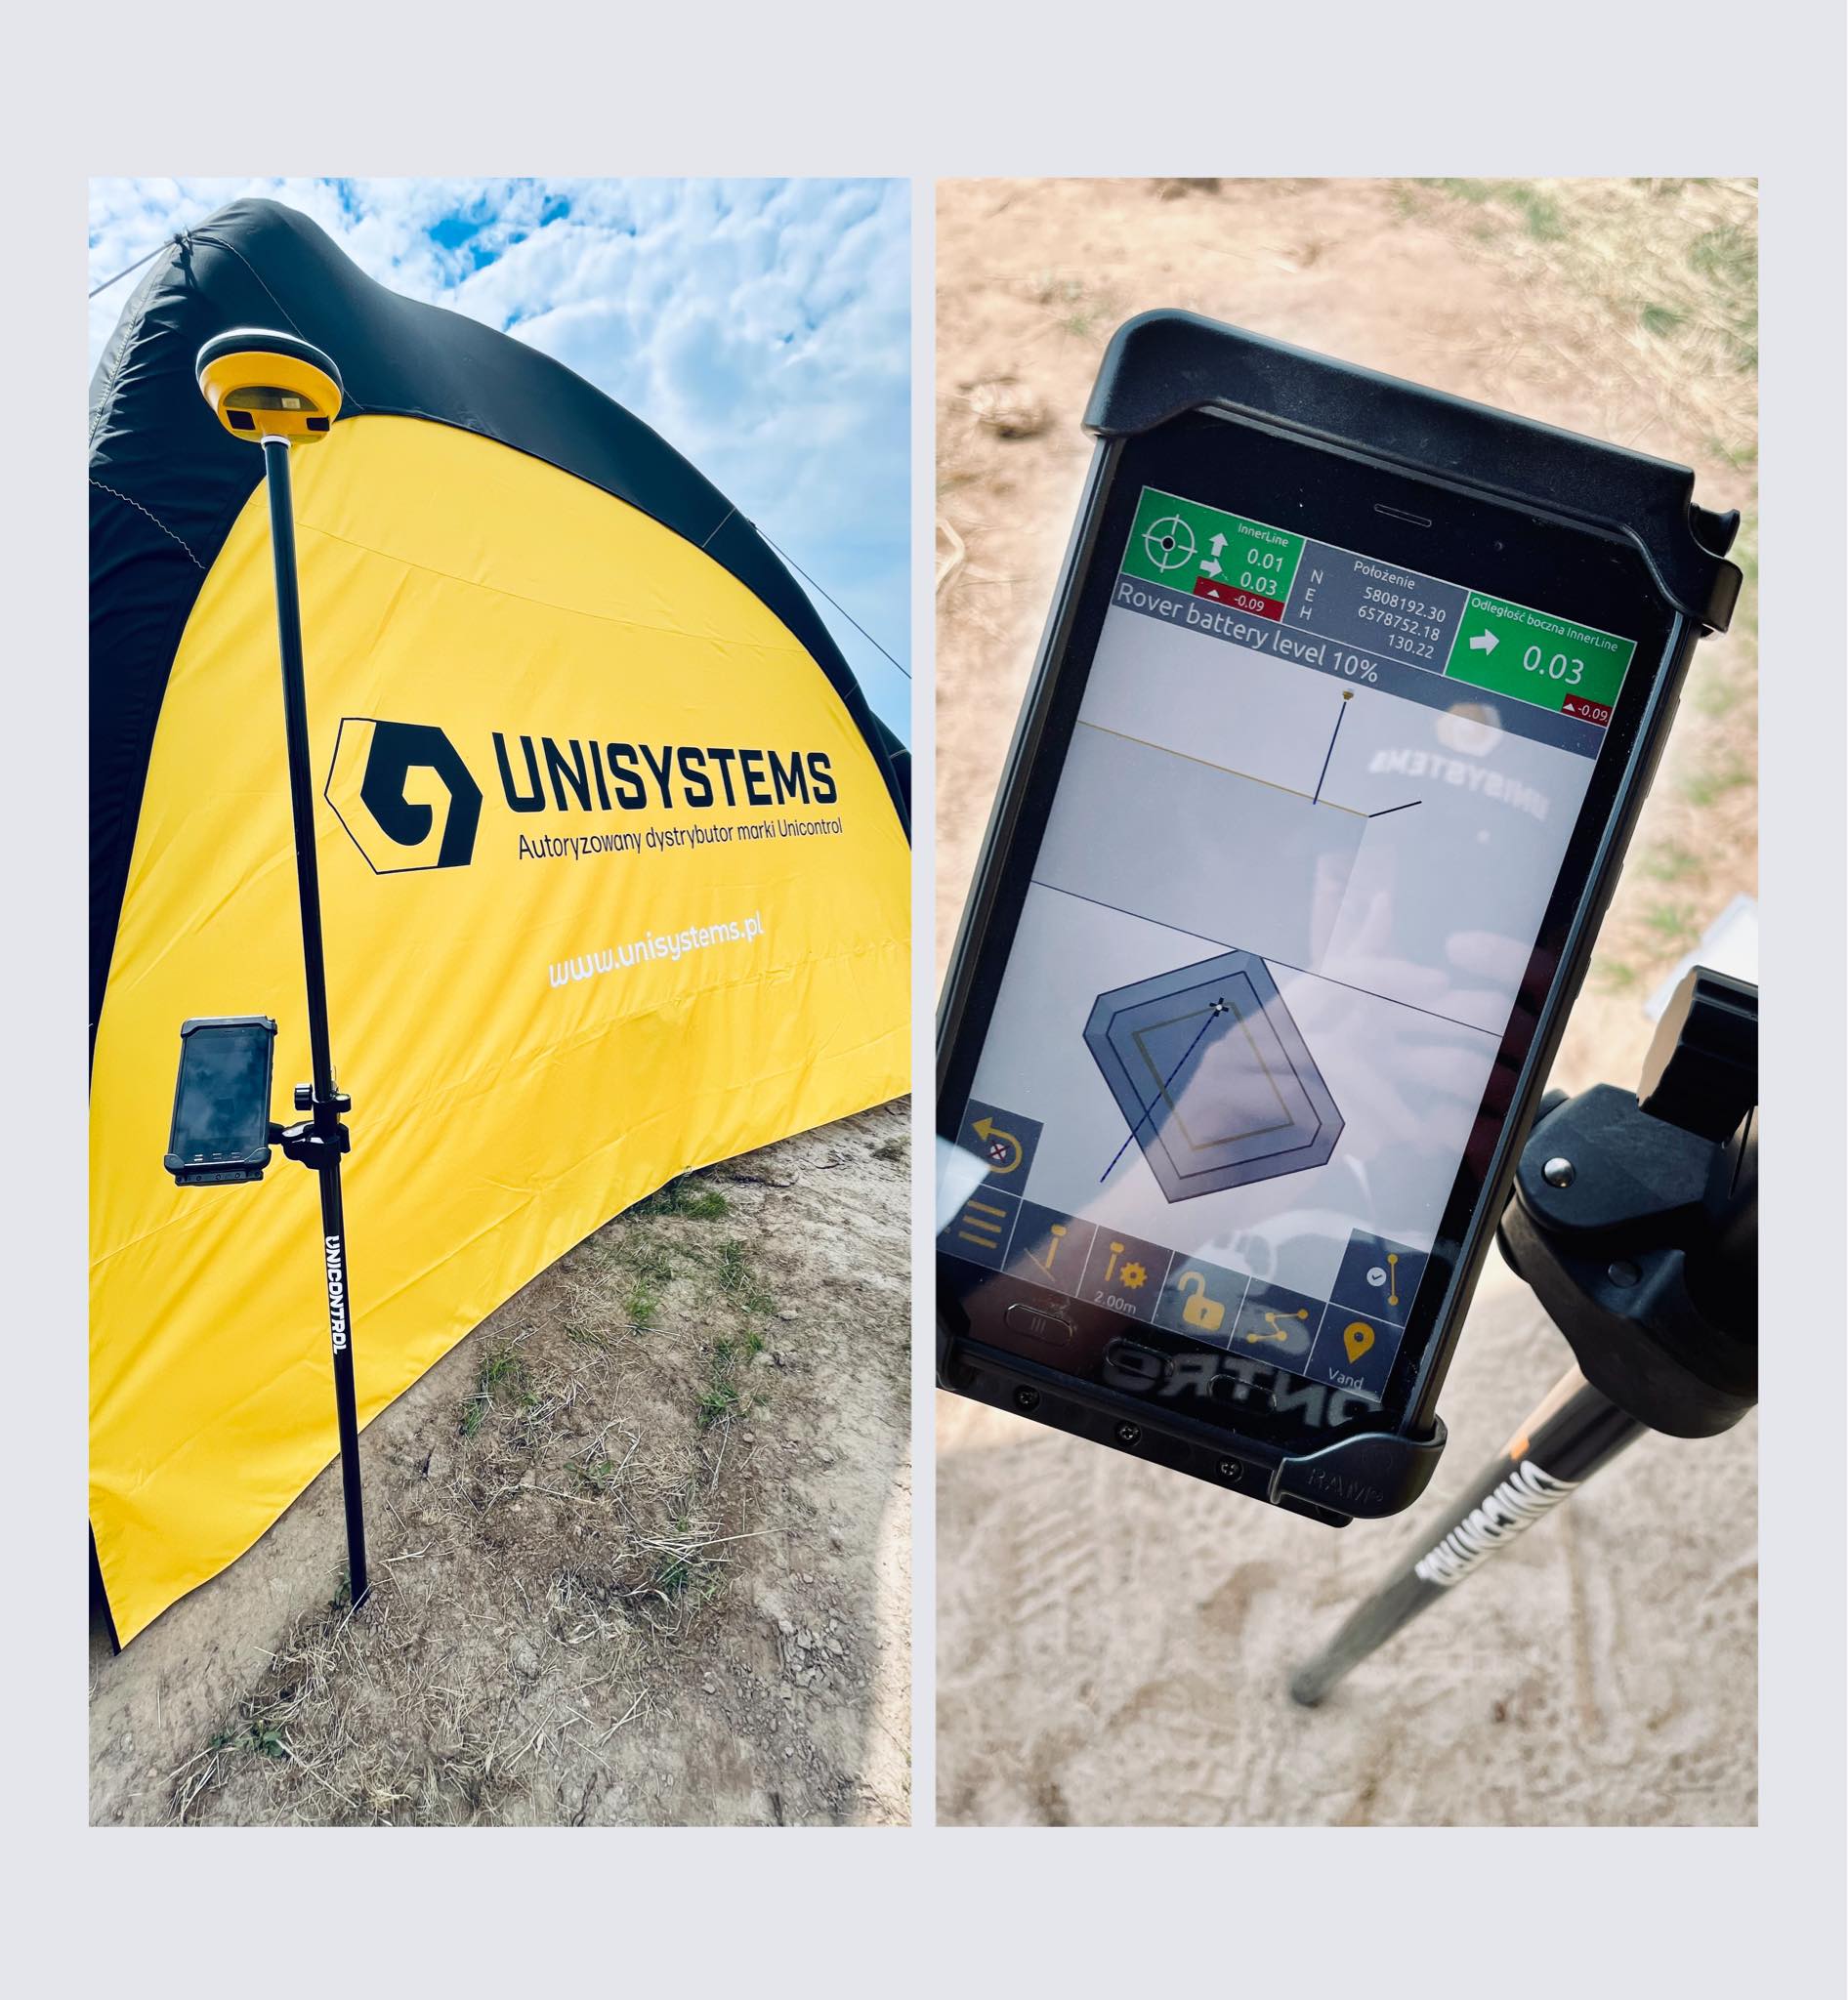 UNISYSTEMS
Autoryzowany dystrybutor marki Unicontrol
www.unisystems.pl
UNICONTROL
InnerLine
0.01
0.03
-0.09
Położenie
N 5808192.30
E 6578752.18
H 130.22
Odległość boczna InnerLine
0.03
-0.09
Rover battery level 10%
UNISYSTEMS
2.00m
Vand
RAM
UNICONTROL